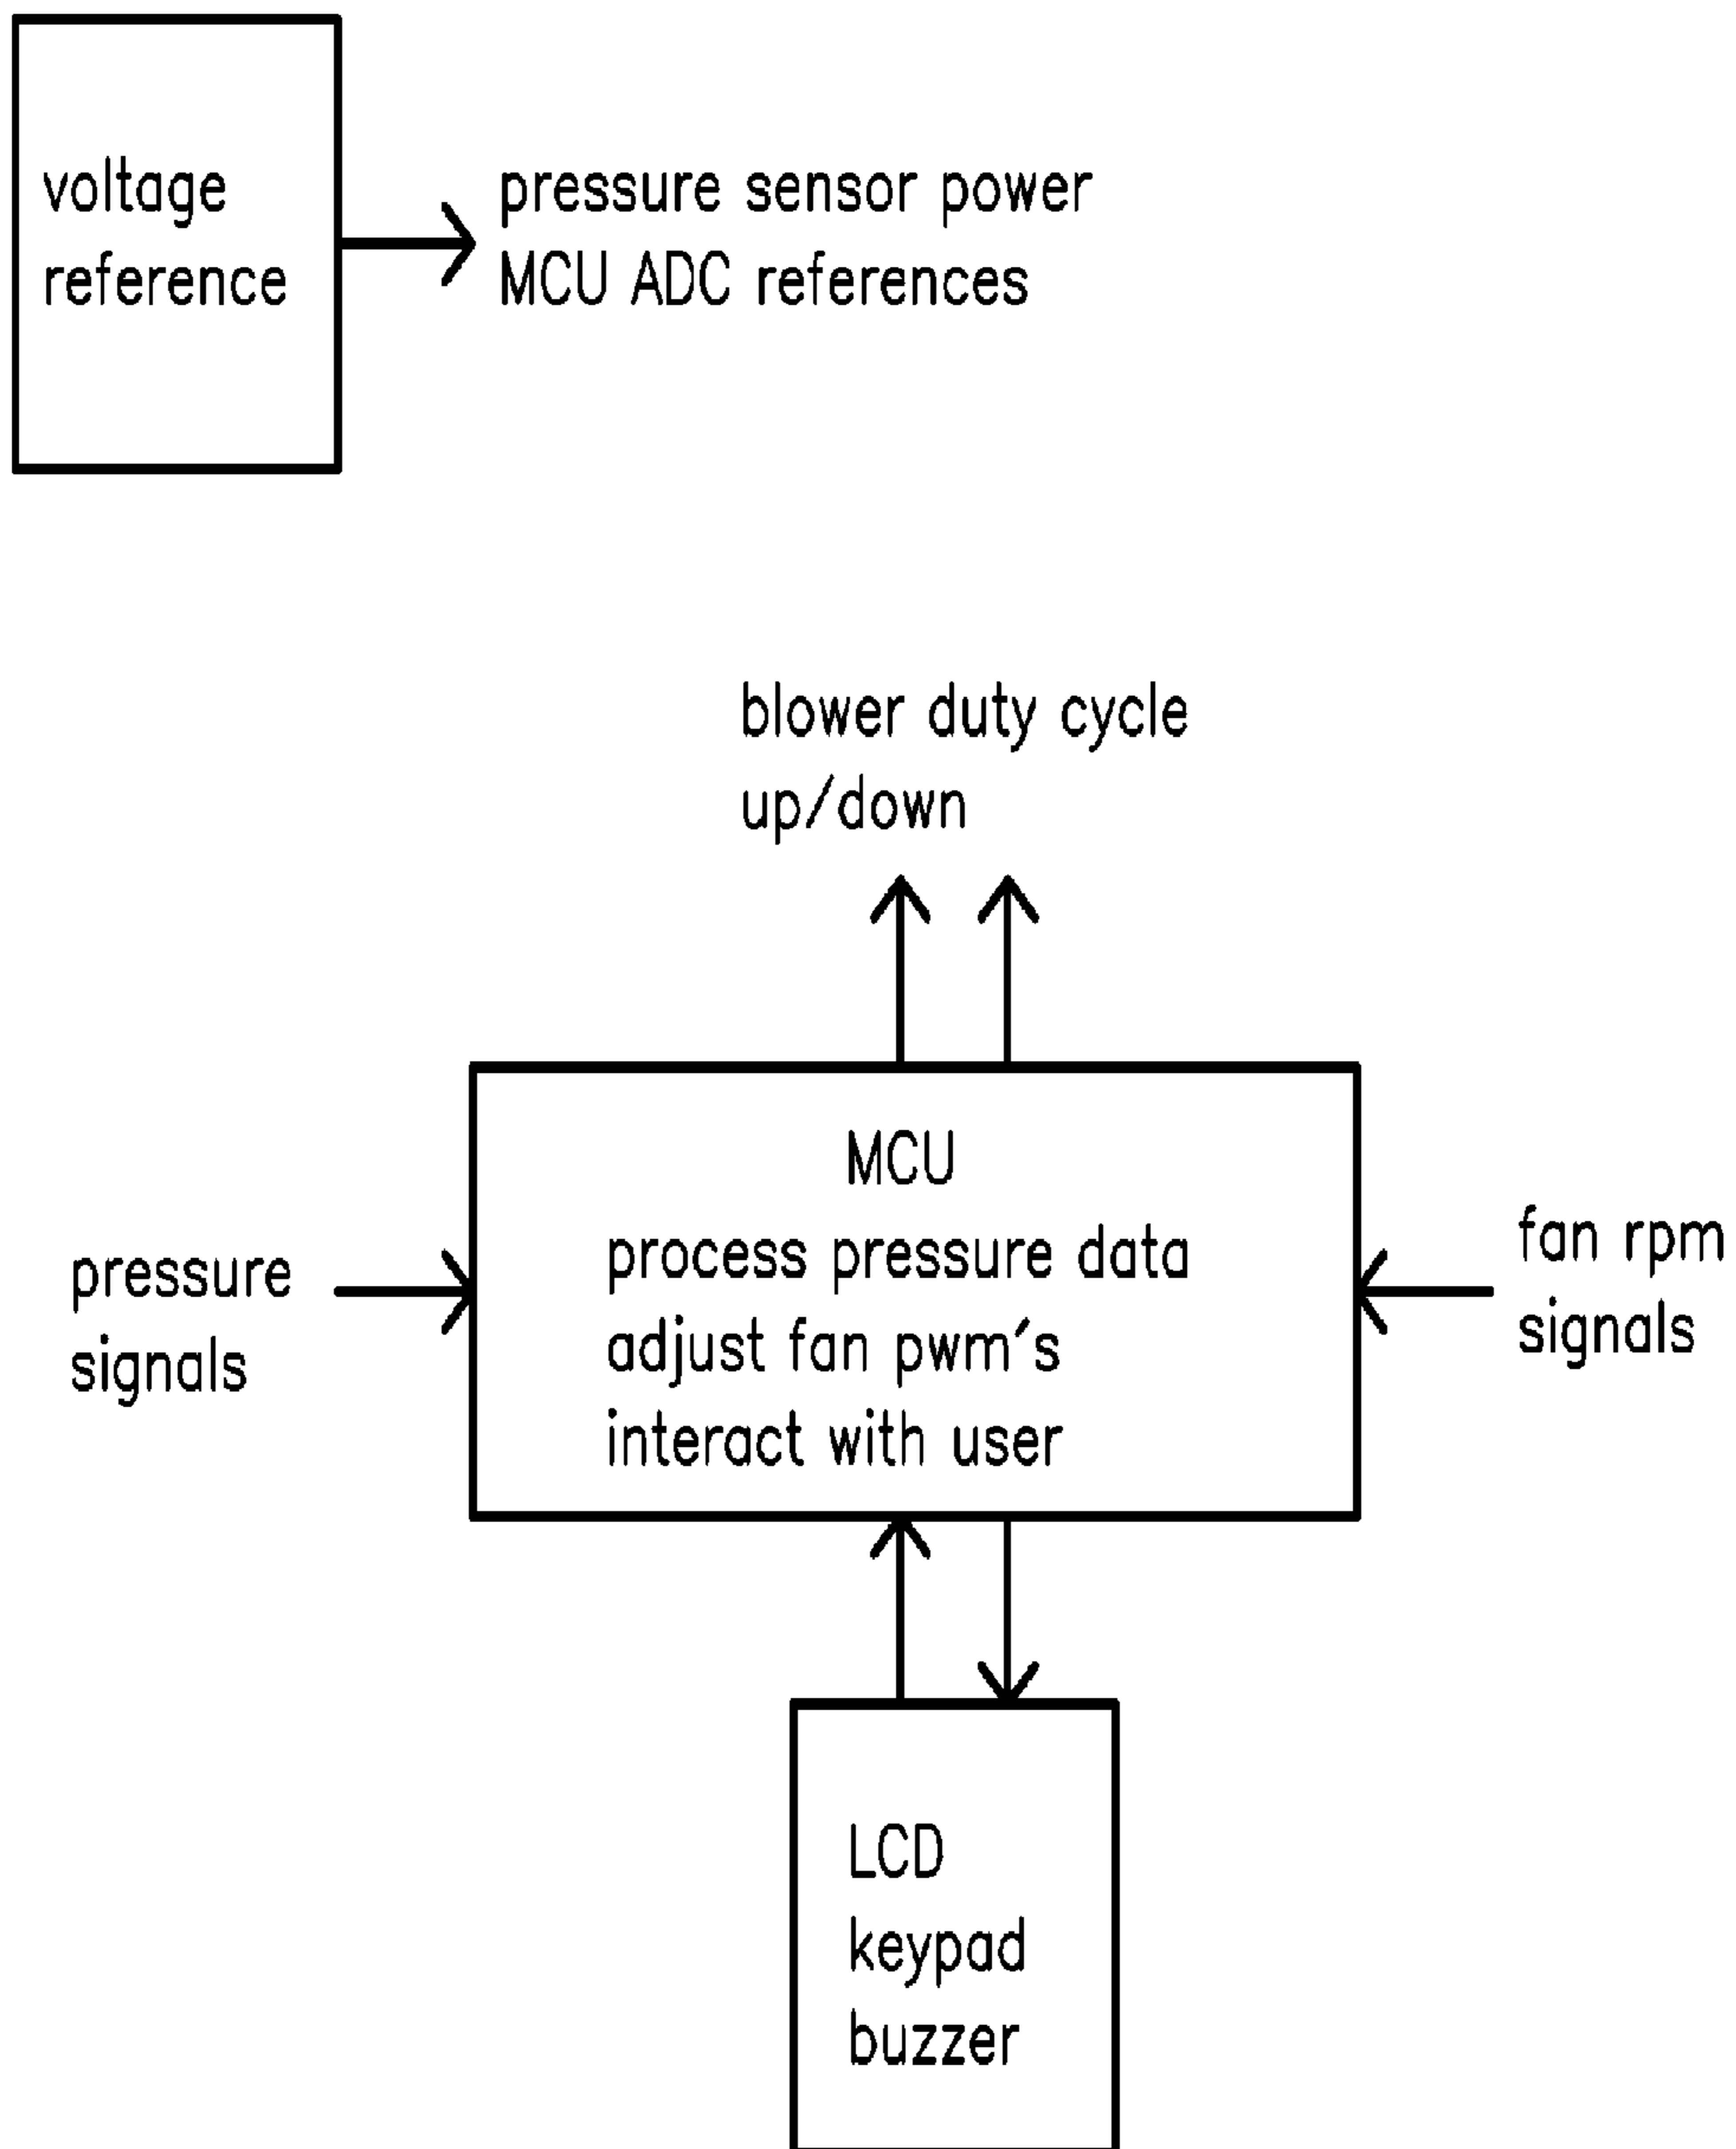 voltage
reference
pressure sensor power
MCU ADC references
blower duty cycle
up/down
MCU
process pressure data
adjust fan pwm's
interact with user
pressure
signals
fan rpm
signals
LCD
keypad
buzzer